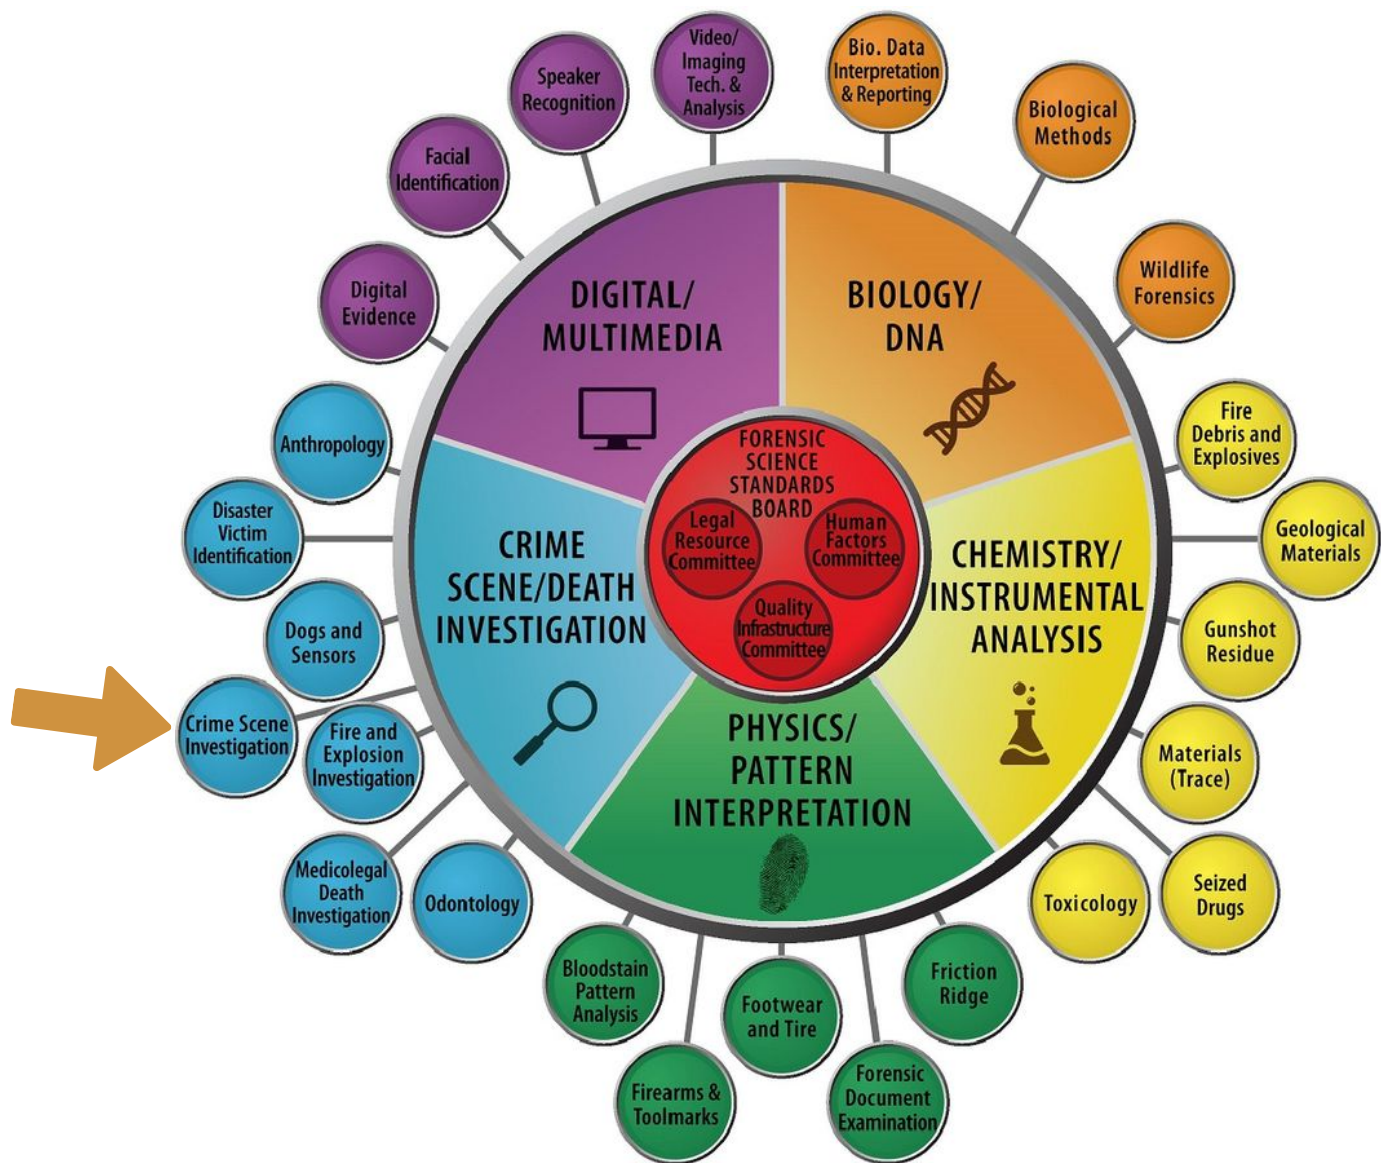 Video/
Imaging
Tech. &
Analysis
Bio. Data
Interpretation
& Reporting
Speaker
Recognition
Biological
Methods
Facial
Identification
Wildlife
Forensics
Digital
Evidence
DIGITAL/
MULTIMEDIA
BIOLOGY/
DNA
Anthropology
Fire
Debris and
Explosives
FORENSIC
SCIENCE
STANDARDS
BOARD
Legal
Resource
Committee
Human
Factors
Committee
Quality
Infrastructure
Committee
Disaster
Victim
Identification
CRIME
SCENE/DEATH
INVESTIGATION
CHEMISTRY/
INSTRUMENTAL
ANALYSIS
Geological
Materials
Dogs and
Sensors
Gunshot
Residue
Crime Scene
Investigation
Fire and
Explosion
Investigation
PHYSICS/
PATTERN
INTERPRETATION
Materials
(Trace)
Medicolegal
Death
Investigation
Odontology
Toxicology
Seized
Drugs
Bloodstain
Pattern
Analysis
Footwear
and Tire
Friction
Ridge
Firearms &
Toolmarks
Forensic
Document
Examination